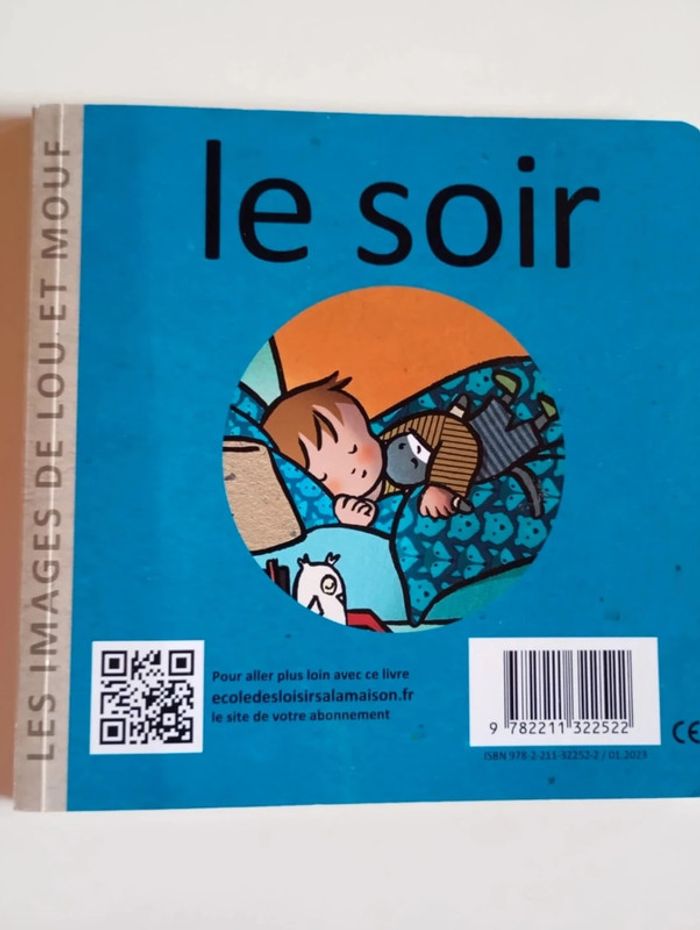 LES IMAGES DE LOU ET MOUF
le soir
Pour aller plus loin avec ce livre
ecoledesloisirsalamaison.fr
le site de votre abonnement
9 782211 322522
ISBN 978-2-211-32252-2 / 01.2023
CE